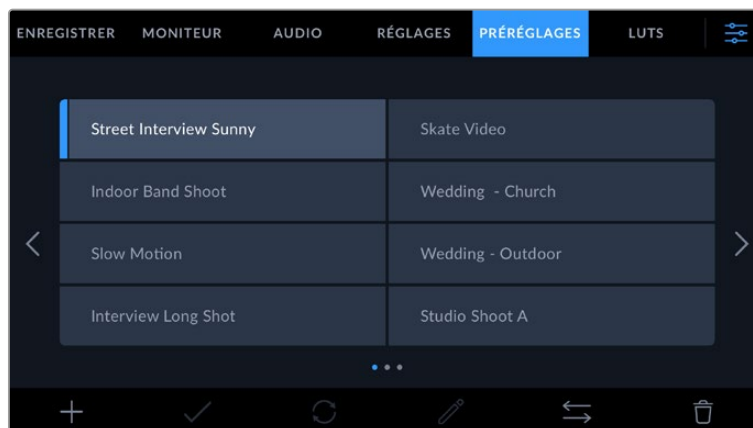 ENREGISTRER MONITEUR AUDIO RÉGLAGES PRÉRÉGLAGES LUTS
Street Interview Sunny Skate Video
Indoor Band Shoot Wedding - Church
Slow Motion Wedding - Outdoor
Interview Long Shot Studio Shoot A